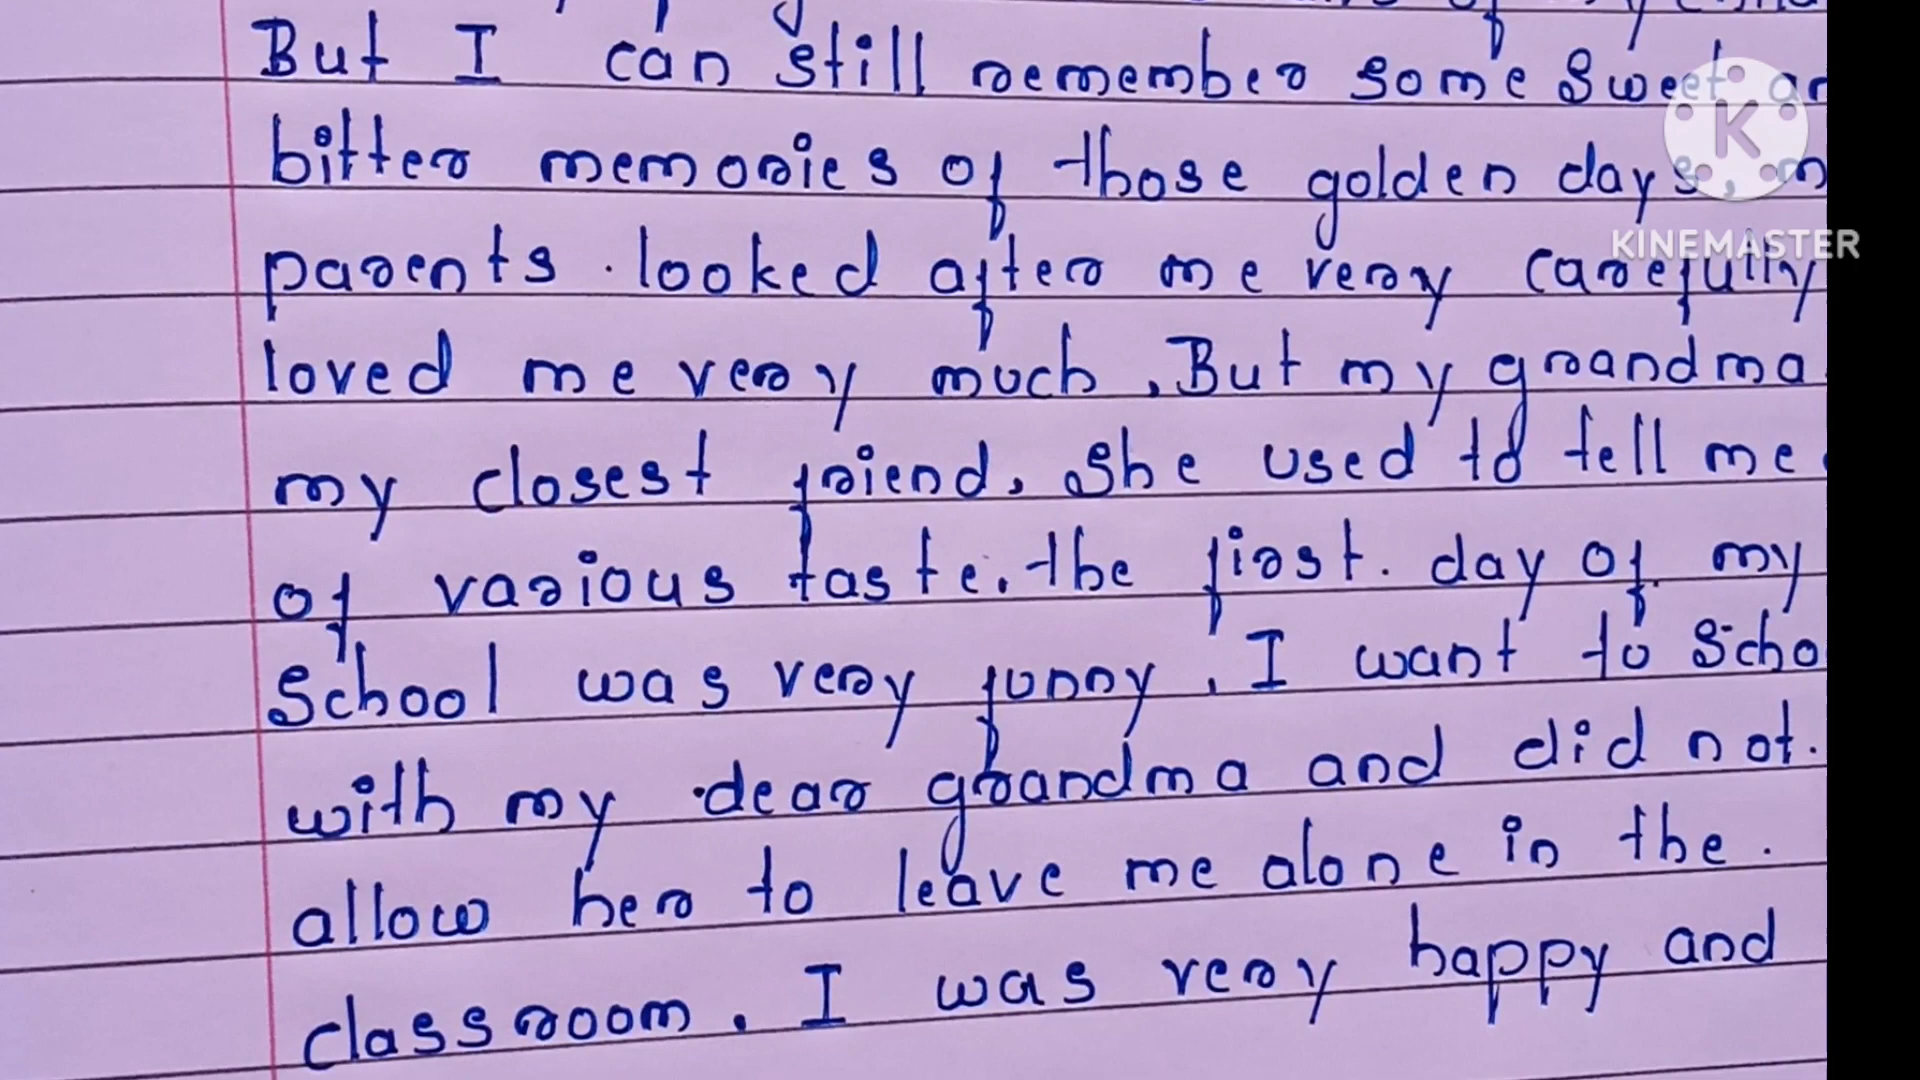 But I can still remember some sweet
bitter memories of those golden days,
parents looked after me very carefully
loved me very much, But my grandma
my closest friend, She used to tell me
of various taste. the first. day of my
School was very funny, I want to Scho
with my dear grandma and did not.
allow her to leave me alone in the.
classroom. I was very happy and
K
KINEMASTER